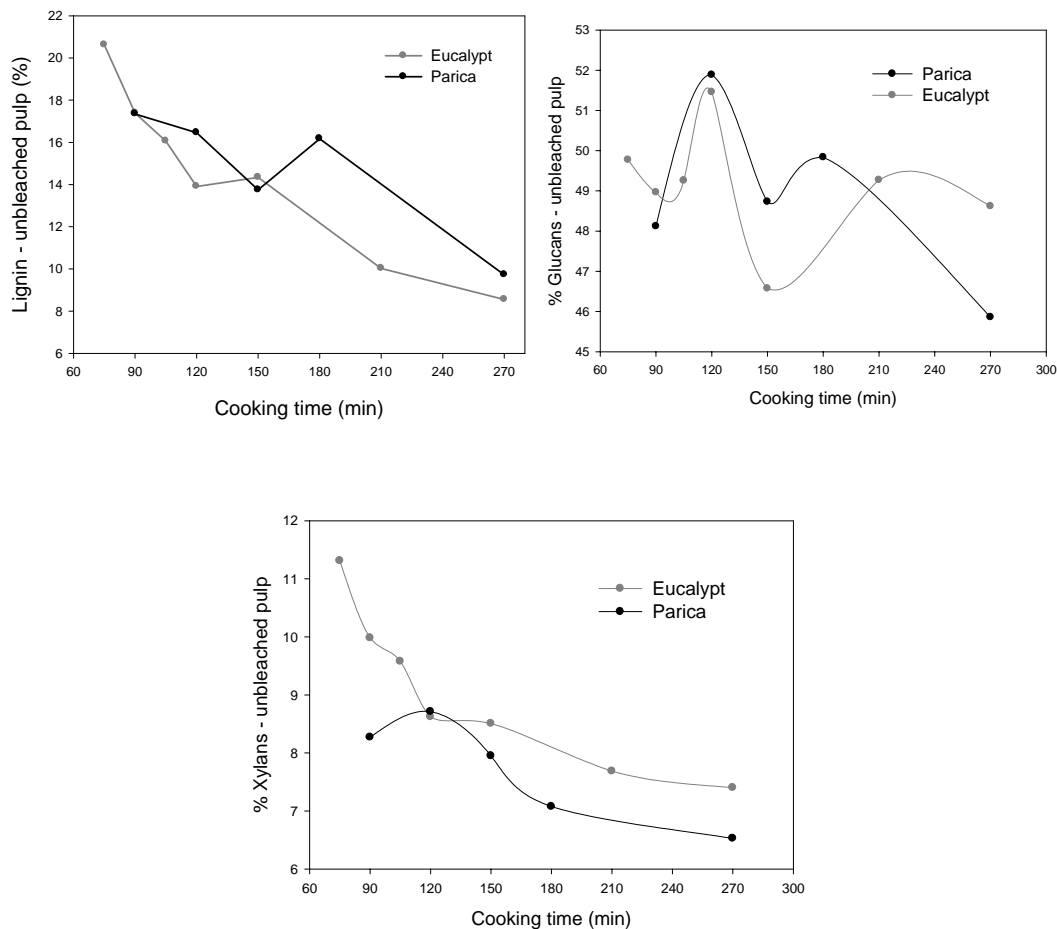 22
20
18
16
14
12
10
8
6
Lignin - unbleached pulp (%)
Eucalypt
Parica
60 90 120 150 180 210 240 270
Cooking time (min)
53
52
51
50
49
48
47
46
45
% Glucans - unbleached pulp
Parica
Eucalypt
60 90 120 150 180 210 240 270 300
Cooking time (min)
12
11
10
9
8
7
6
% Xylans - unbleached pulp
Eucalypt
Parica
60 90 120 150 180 210 240 270 300
Cooking time (min)